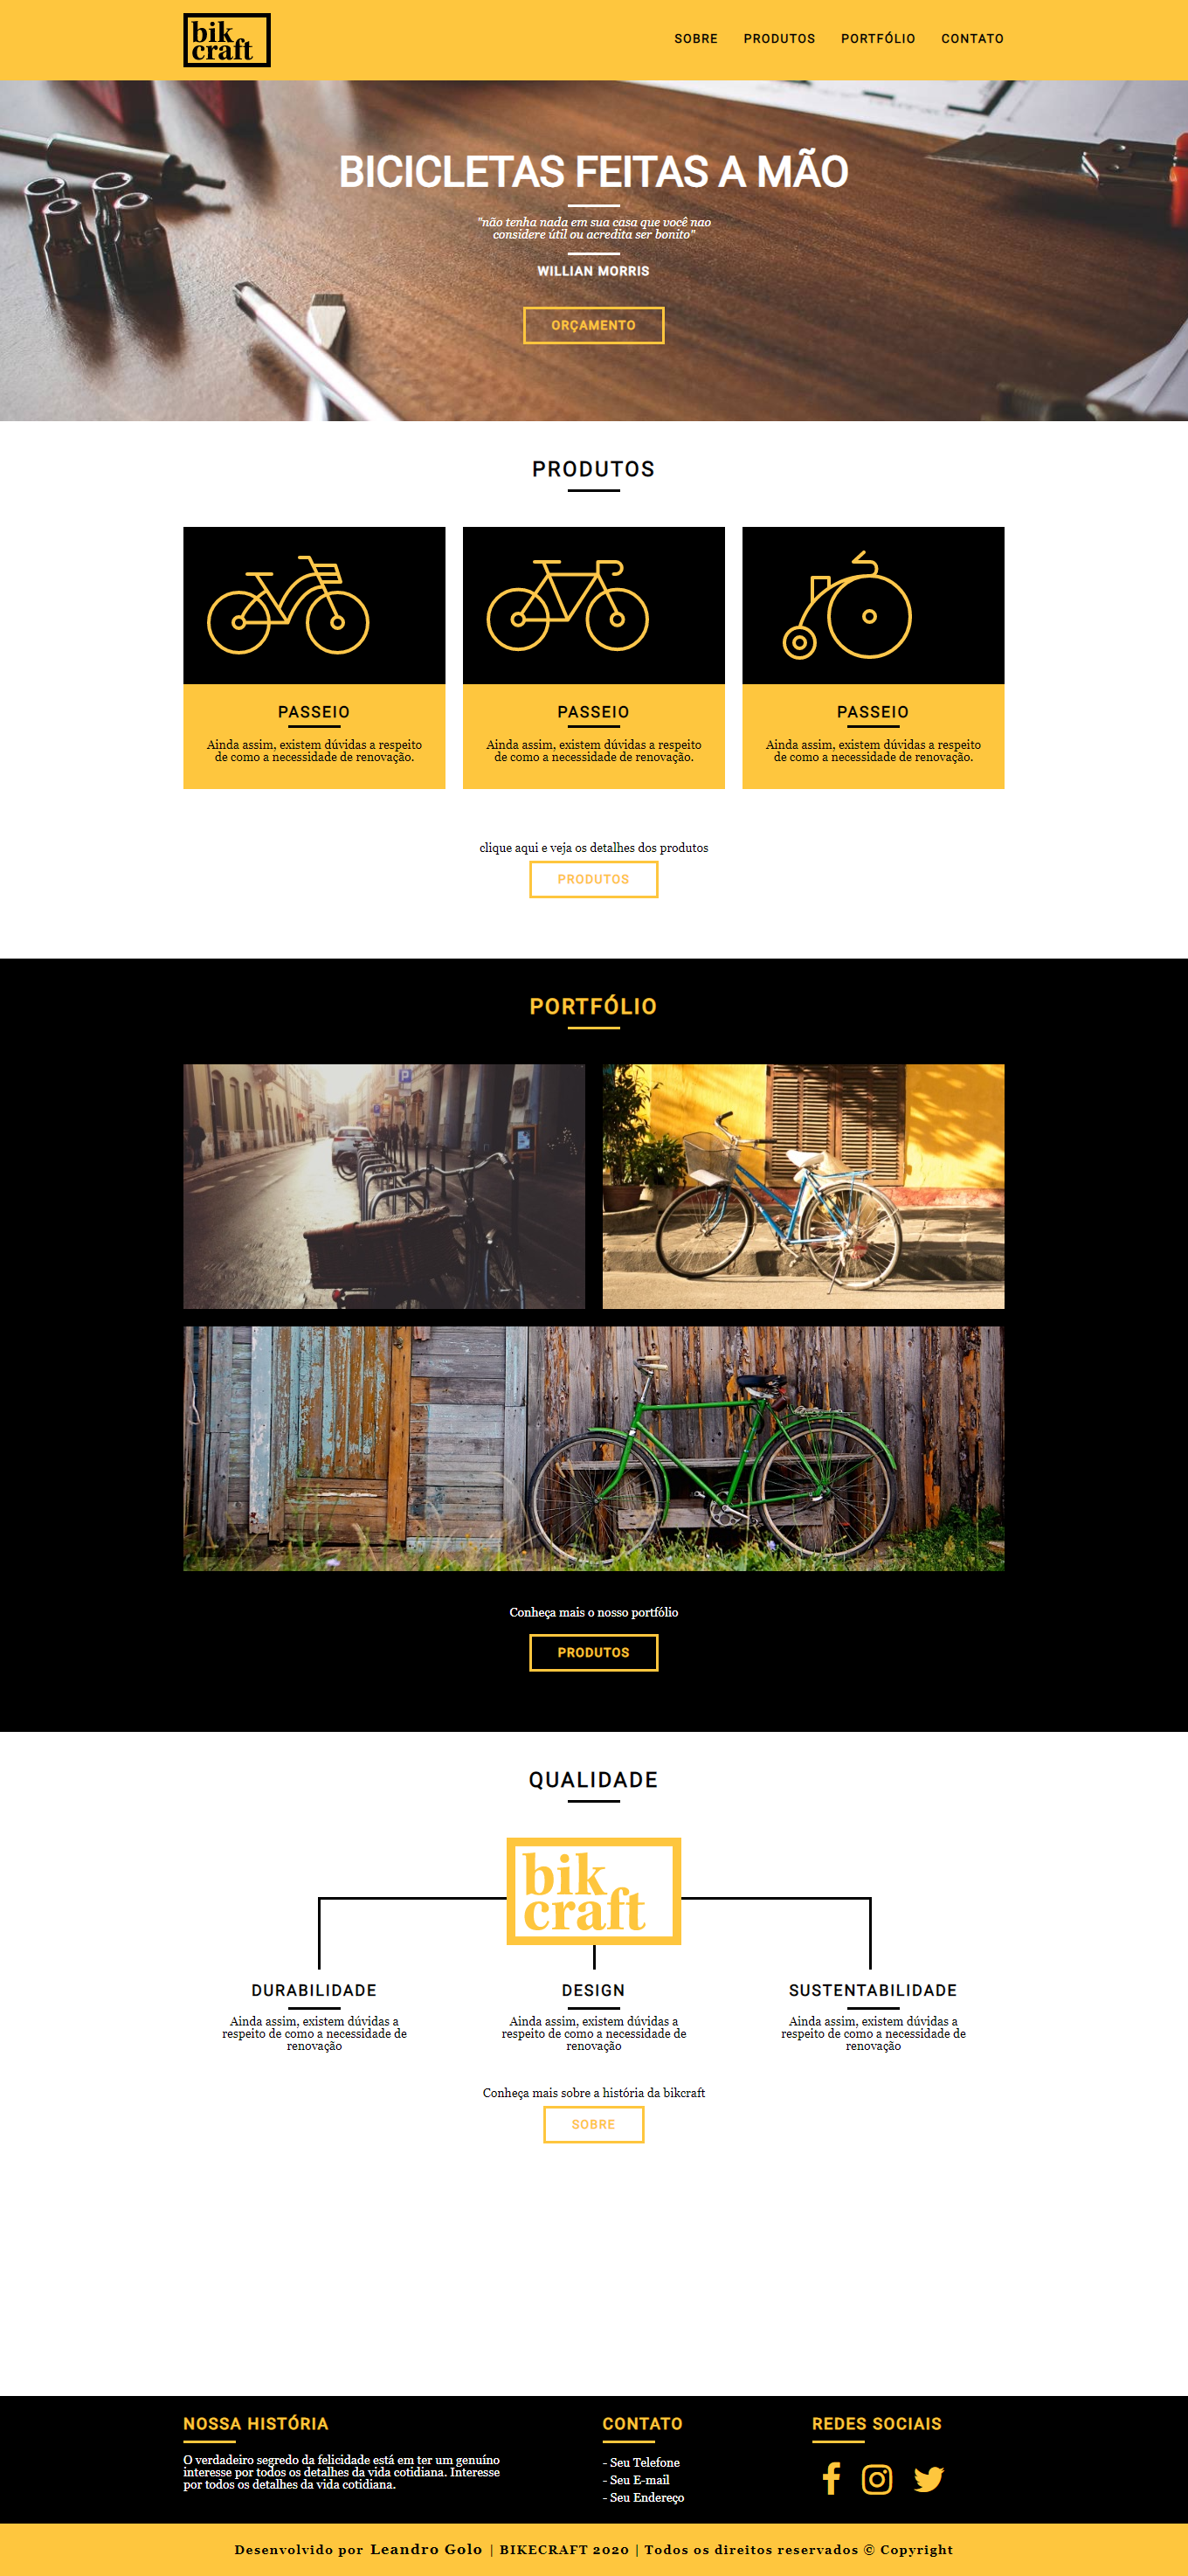 bik
craft
SOBRE PRODUTOS PORTFÓLIO CONTATO
BICICLETAS FEITAS A MÃO
"não tenha nada em sua casa que você nao
considere útil ou acredita ser bonito"
WILLIAN MORRIS
ORÇAMENTO
PRODUTOS
PASSEIO
Ainda assim, existem dúvidas a respeito
de como a necessidade de renovação.
PASSEIO
Ainda assim, existem dúvidas a respeito
de como a necessidade de renovação.
PASSEIO
Ainda assim, existem dúvidas a respeito
de como a necessidade de renovação.
clique aqui e veja os detalhes dos produtos
PRODUTOS
PORTFÓLIO
P
Conheça mais o nosso portfólio
PRODUTOS
QUALIDADE
bik
craft
DURABILIDADE
Ainda assim, existem dúvidas a
respeito de como a necessidade de
renovação
DESIGN
Ainda assim, existem dúvidas a
respeito de como a necessidade de
renovação
SUSTENTABILIDADE
Ainda assim, existem dúvidas a
respeito de como a necessidade de
renovação
Conheça mais sobre a história da bikcraft
SOBRE
NOSSA HISTÓRIA
O verdadeiro segredo da felicidade está em ter um genuíno
interesse por todos os detalhes da vida cotidiana. Interesse
por todos os detalhes da vida cotidiana.
CONTATO
- Seu Telefone
- Seu E-mail
- Seu Endereço
REDES SOCIAIS
Desenvolvido por Leandro Golo | BIKECRAFT 2020 | Todos os direitos reservados © Copyright